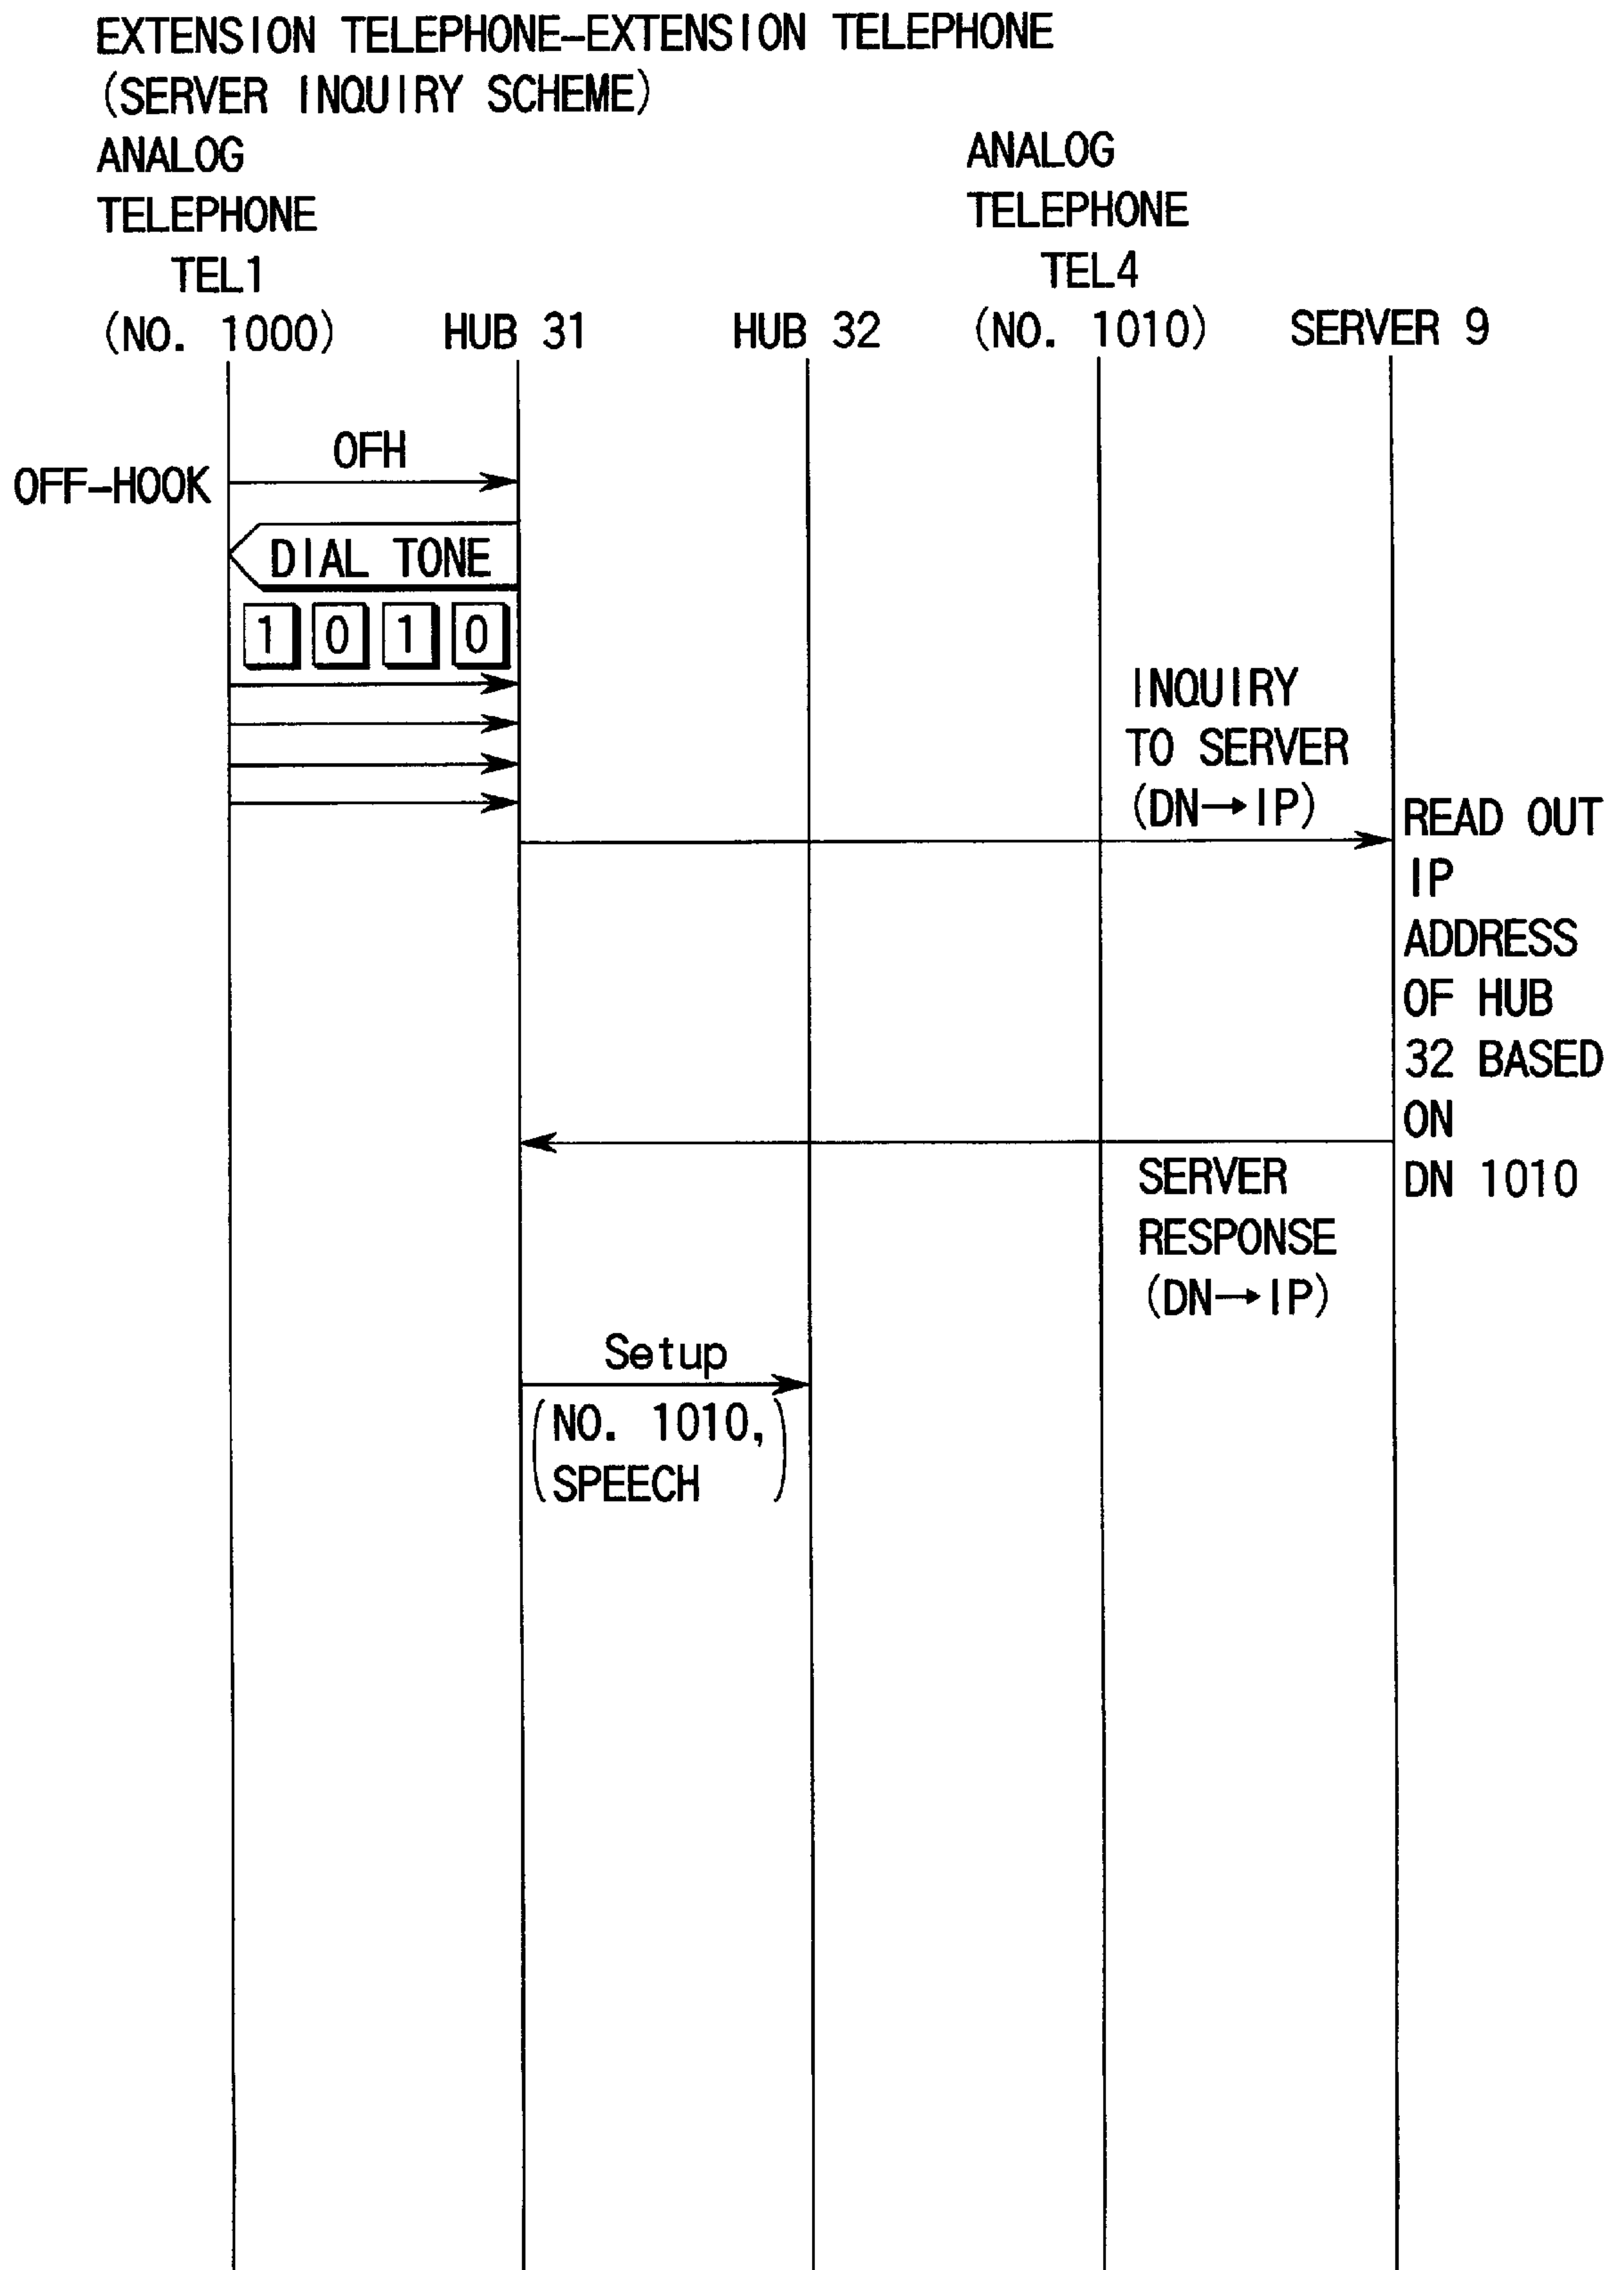 EXTENSION TELEPHONE-EXTENSION TELEPHONE
(SERVER INQUIRY SCHEME)
ANALOG
TELEPHONE
TEL1
(NO. 1000)
HUB 31
HUB 32
ANALOG
TELEPHONE
TEL4
(NO. 1010)
SERVER 9
OFF-HOOK
OFH
DIAL TONE
1 0 1 0
INQUIRY
TO SERVER
(DN→IP)
READ OUT
IP
ADDRESS
OF HUB
32 BASED
ON
DN 1010
SERVER
RESPONSE
(DN→IP)
Setup
(NO. 1010,
SPEECH )